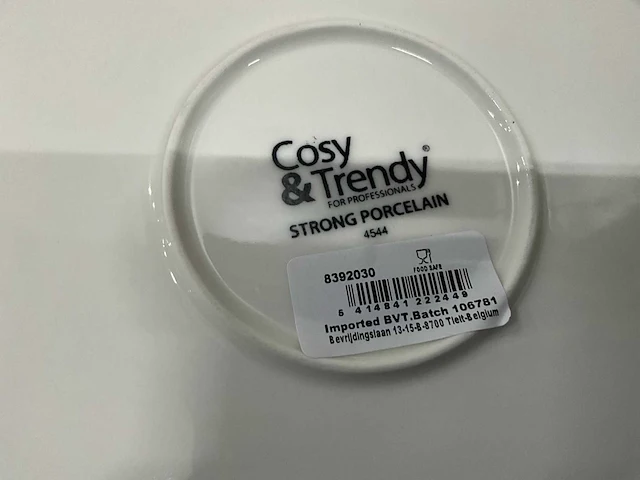 Cosy
& Trendy®
FOR PROFESSIONALS
STRONG PORCELAIN
4544
8392030
FOOD SAFE
5 414841 222449
Imported BVT.Batch 106781
Bevrijdingslaan 13-15-B-8700 Tielt-Belgium